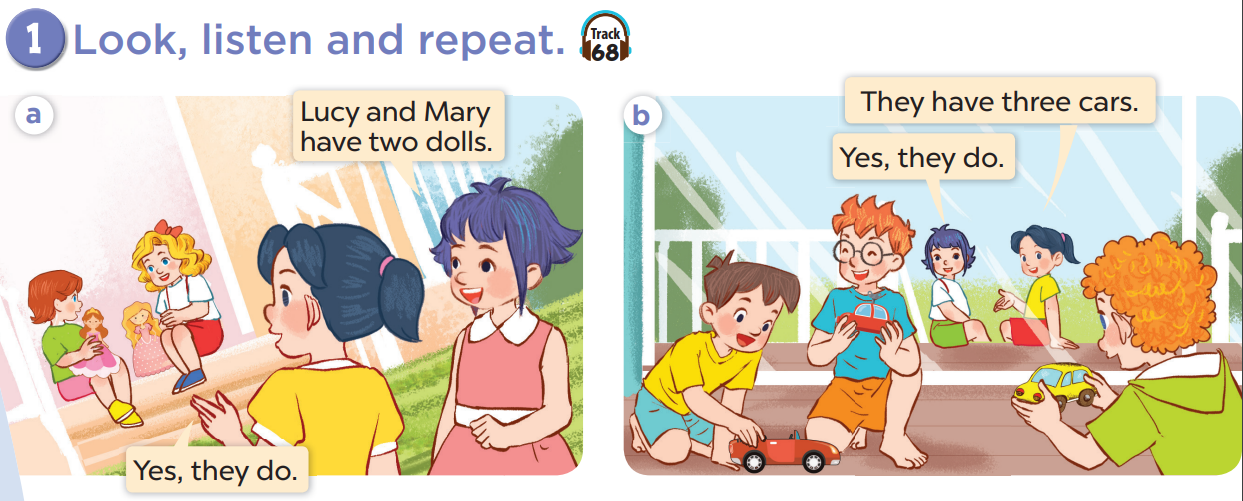 1 Look, listen and repeat. Track 68
a
Lucy and Mary
have two dolls.
Yes, they do.
b
They have three cars.
Yes, they do.